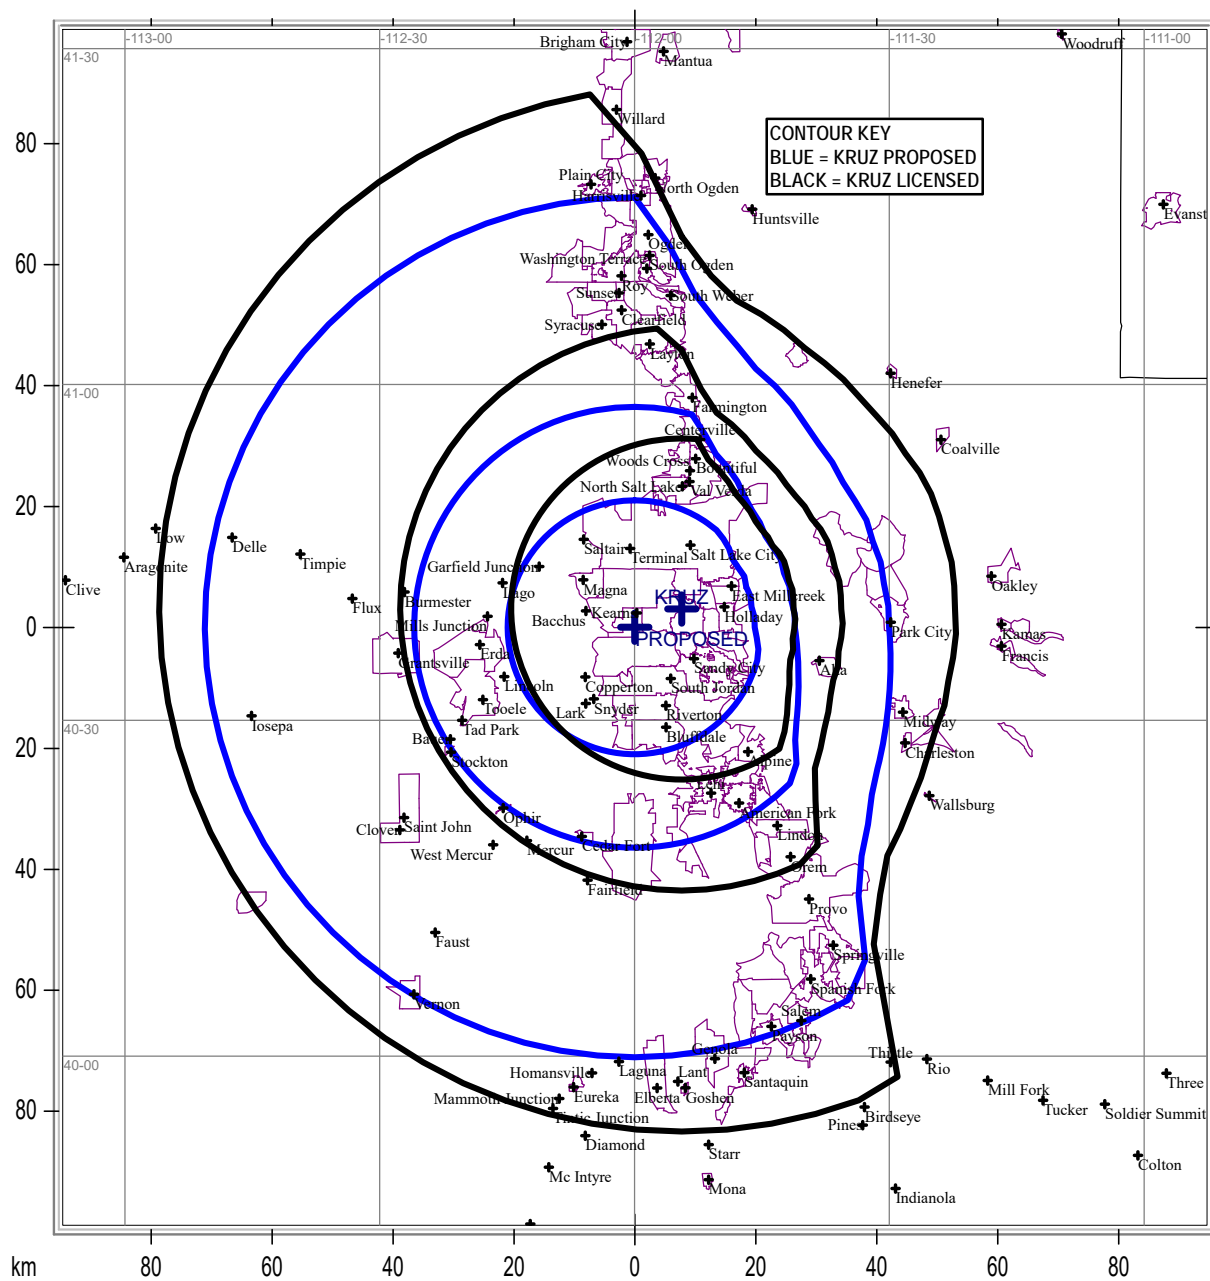 -113-00
-112-30
-112-00
-111-30
-111-00
41-30
Brigham City
Mantua
Woodruff
80
Willard
CONTOUR KEY
BLUE = KRUZ PROPOSED
BLACK = KRUZ LICENSED
Plain City
North Ogden
Harrisville
Huntsville
Evanst
Ogden
60
Washington Terrace
South Ogden
Roy
Sunset
South Weber
Clearfield
Syracuse
Layton
40
41-00
Henefer
Farmington
Centerville
Coalville
Woods Cross
Bountiful
North Salt Lake
Val Verda
20
Low
Delle
Aragonite
Timpie
Saltair
Terminal
Salt Lake City
Garfield Junction
Clive
Flux
Burmester
Lago
Magna
KRUZ
East Millcreek
Oakley
Bacchus
Kearns
Holladay
Mills Junction
0
PROPOSED
Park City
Kamas
Francis
Grantsville
Erda
Sandy City
Alta
Lincoln
Copperton
South Jordan
Tooele
Lark
Snyder
Riverton
Iosepa
Tad Park
Midway
40-30
Bauer
Bluffdale
20
Stockton
Alpine
Charleston
Lehi
Wallsburg
Ophir
American Fork
Clover
Saint John
Lindon
West Mercur
Mercur
Cedar Fort
Orem
40
Fairfield
Provo
Faust
Springville
60
Vernon
Spanish Fork
Salem
Payson
Genola
Thistle
40-00
Homansville
Laguna
Lant
Santaquin
Rio
Three
Mammoth Junction
Eureka
Elberta
Goshen
Mill Fork
80
Tintic Junction
Birdseye
Tucker
Soldier Summit
Pines
Diamond
Starr
Mc Intyre
Mona
Colton
Indianola
km
80
60
40
20
0
20
40
60
80